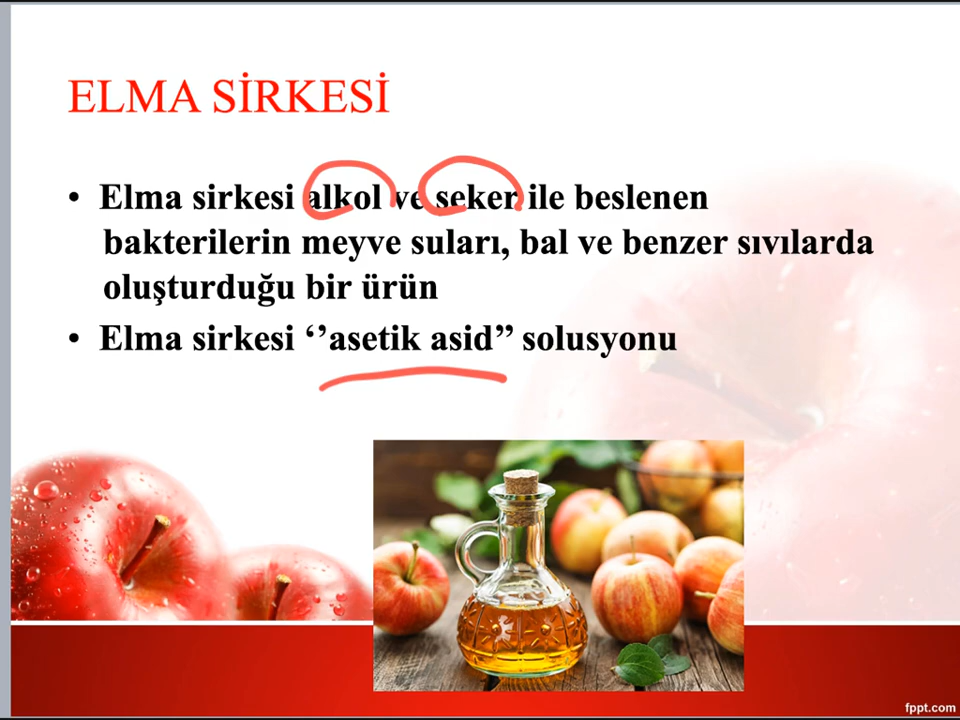 ELMA SİRKESİ
• Elma sirkesi alkol ve seker ile beslenen
bakterilerin meyve suları, bal ve benzer sıvılarda
oluşturduğu bir ürün
• Elma sirkesi ‘’asetik asid’’ solusyonu
fppt.com